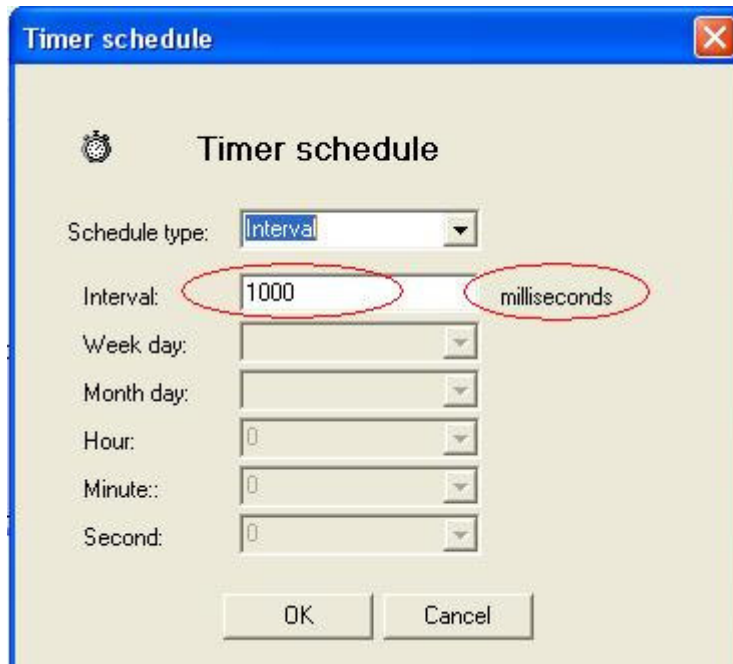 Timer schedule
Timer schedule
Schedule type: Interval
Interval: 1000 milliseconds
Week day:
Month day:
Hour: 0
Minute:: 0
Second: 0
OK Cancel